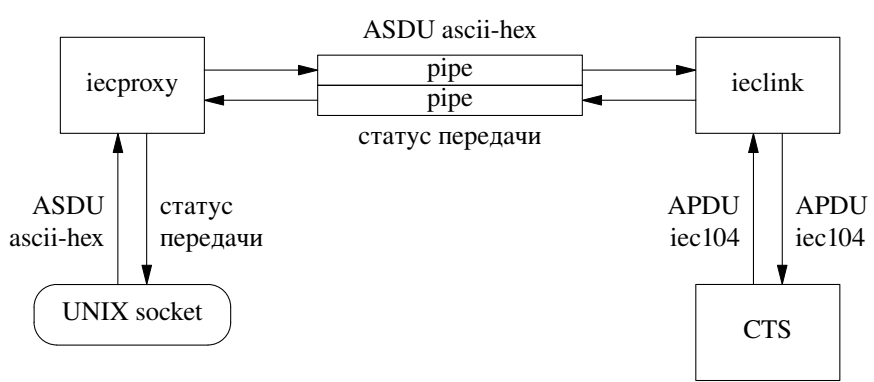 ASDU ascii-hex
iecproxy
pipe
pipe
ieclink
статус передачи
ASDU
ascii-hex
статус
передачи
APDU
iec104
APDU
iec104
UNIX socket
CTS